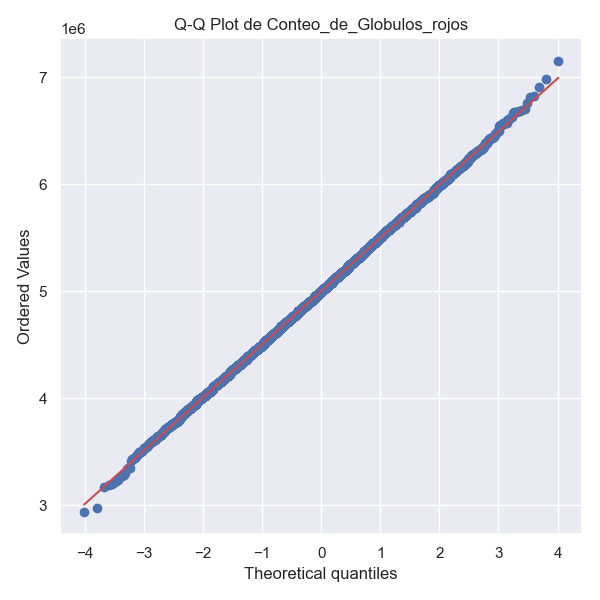 Q-Q Plot de Conteo_de_Globulos_rojos
1e6
7
6
5
4
3
Ordered Values
−4 −3 −2 −1 0 1 2 3 4
Theoretical quantiles